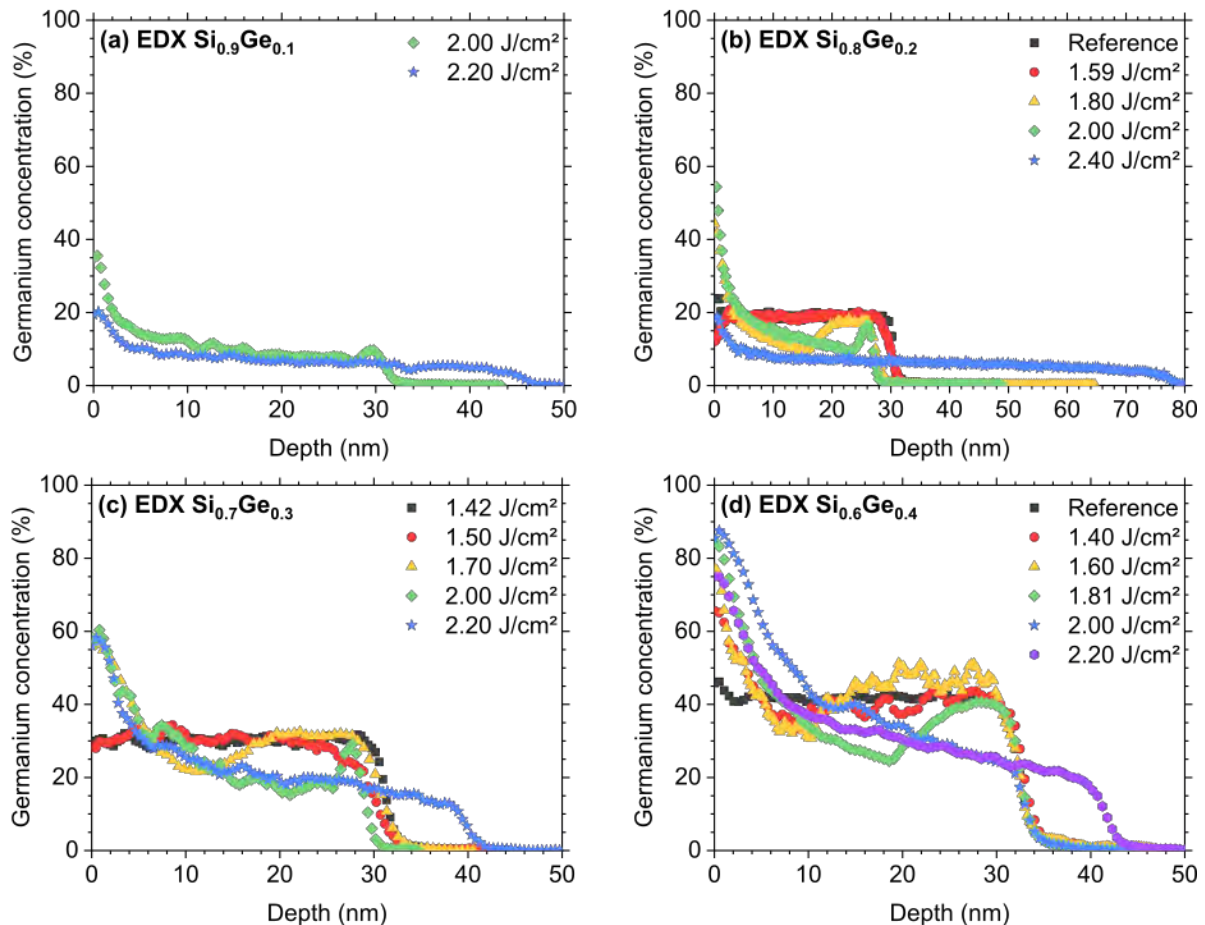 (a) EDX Si0.9Ge0.1
2.00 J/cm²
2.20 J/cm²
Germanium concentration (%)
100
80
60
40
20
0
0 10 20 30 40 50
Depth (nm)
(b) EDX Si0.8Ge0.2
Reference
1.59 J/cm²
1.80 J/cm²
2.00 J/cm²
2.40 J/cm²
Germanium concentration (%)
100
80
60
40
20
0
0 10 20 30 40 50 60 70 80
Depth (nm)
(c) EDX Si0.7Ge0.3
1.42 J/cm²
1.50 J/cm²
1.70 J/cm²
2.00 J/cm²
2.20 J/cm²
Germanium concentration (%)
100
80
60
40
20
0
0 10 20 30 40 50
Depth (nm)
(d) EDX Si0.6Ge0.4
Reference
1.40 J/cm²
1.60 J/cm²
1.81 J/cm²
2.00 J/cm²
2.20 J/cm²
Germanium concentration (%)
100
80
60
40
20
0
0 10 20 30 40 50
Depth (nm)